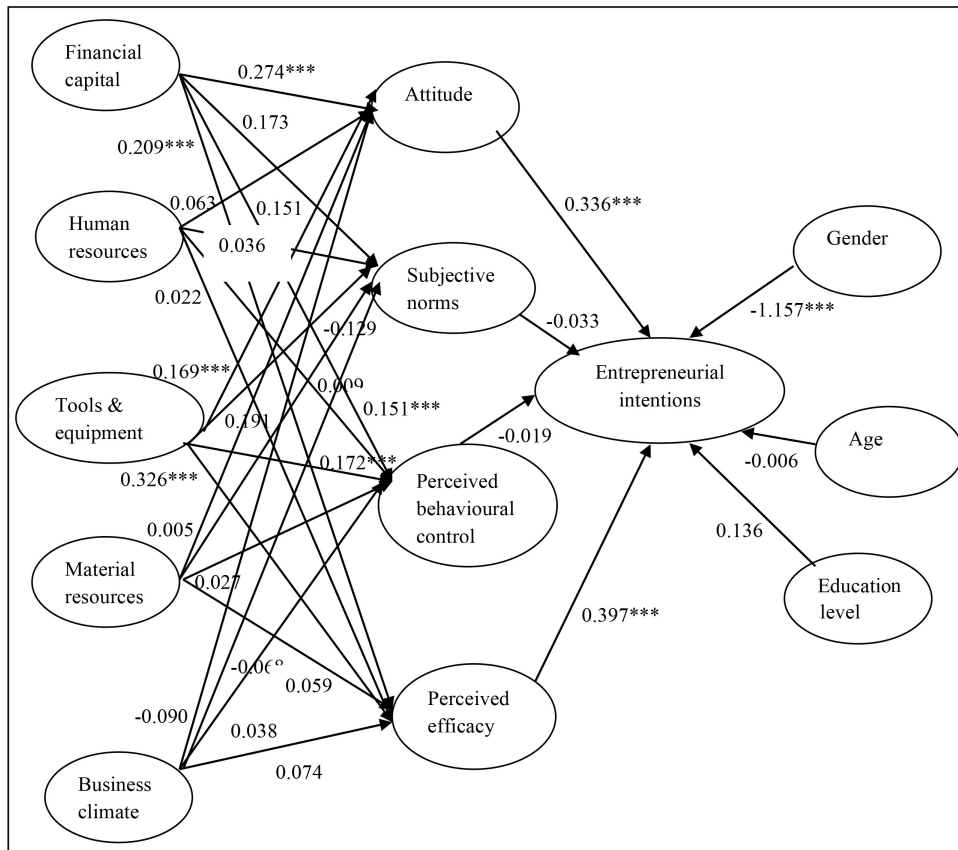 Financial
capital
0.274***
Attitude
0.173
0.209***
0.336***
0.063
0.151
Human
resources
0.036
Gender
Subjective
norms
0.022
-0.129
-0.033
-1.157***
0.169***
0.009
Entrepreneurial
intentions
Tools &
equipment
0.191
0.151***
-0.019
Age
-0.006
0.326***
0.172***
Perceived
behavioural
control
0.005
0.136
Material
resources
0.027
Education
level
0.397***
0.059
-0.090
Perceived
efficacy
0.038
0.074
Business
climate